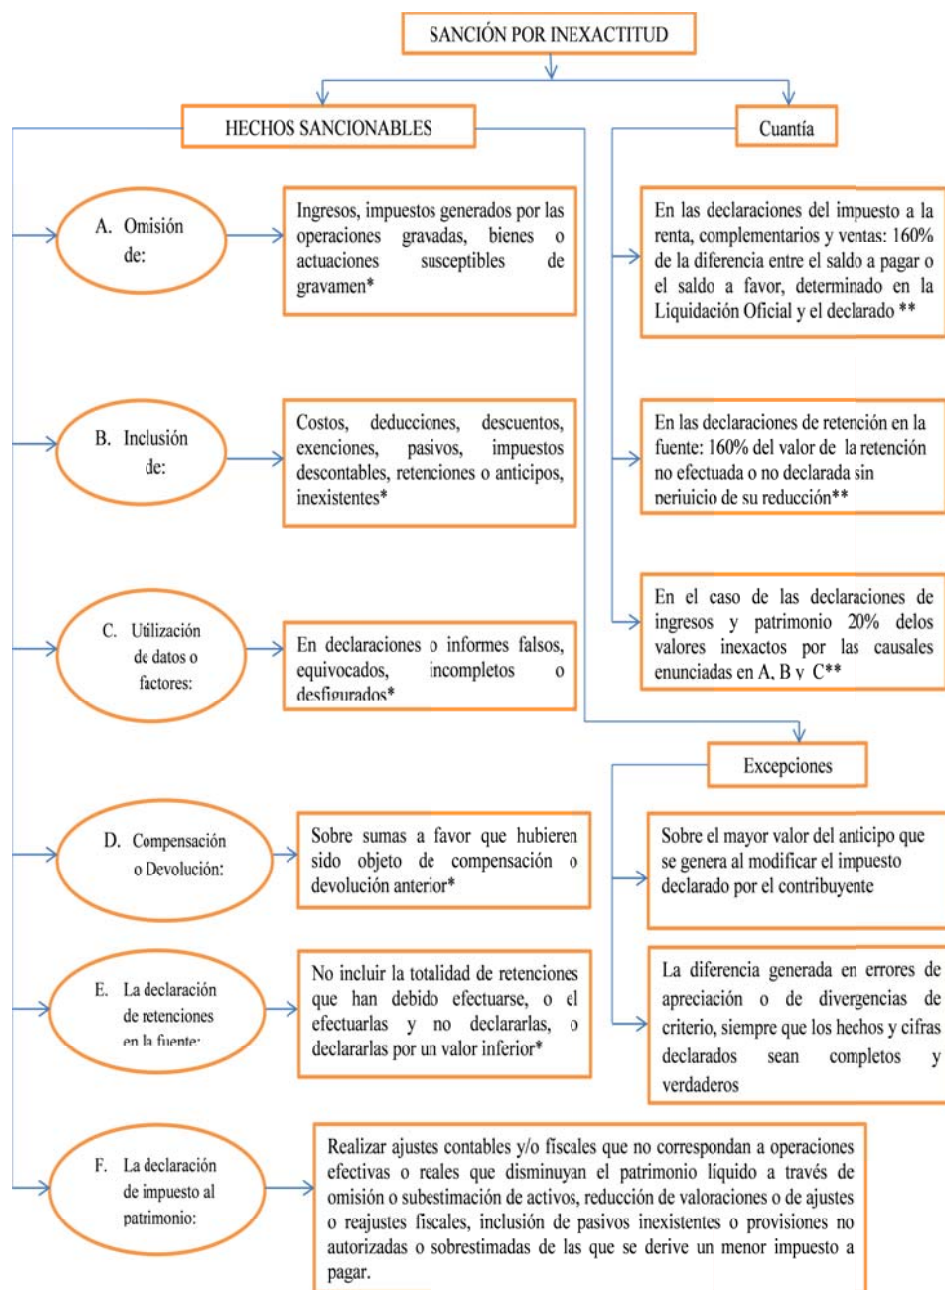 SANCIÓN POR INEXACTITUD
HECHOS SANCIONABLES
Cuantía
A. Omisión
de:
Ingresos, impuestos generados por las
operaciones gravadas, bienes o
actuaciones susceptibles de
gravamen*
En las declaraciones del impuesto a la
renta, complementarios y ventas: 160%
de la diferencia entre el saldo a pagar o
el saldo a favor, determinado en la
Liquidación Oficial y el declarado **
B. Inclusión
de:
Costos, deducciones, descuentos,
exenciones, pasivos, impuestos
descontables, retenciones o anticipos,
inexistentes*
En las declaraciones de retención en la
fuente: 160% del valor de la retención
no efectuada o no declarada sin
perjuicio de su reducción**
C. Utilización
de datos o
factores:
En declaraciones o informes falsos,
equivocados, incompletos o
desfigurados*
En el caso de las declaraciones de
ingresos y patrimonio 20% delos
valores inexactos por las causales
enunciadas en A, B y C**
Excepciones
D. Compensación
o Devolución:
Sobre sumas a favor que hubieren
sido objeto de compensación o
devolución anterior*
Sobre el mayor valor del anticipo que
se genera al modificar el impuesto
declarado por el contribuyente
E. La declaración
de retenciones
en la fuente:
No incluir la totalidad de retenciones
que han debido efectuarse, o el
efectuarlas y no declararlas, o
declararlas por un valor inferior*
La diferencia generada en errores de
apreciación o de divergencias de
criterio, siempre que los hechos y cifras
declarados sean completos y
verdaderos
F. La declaración
de impuesto al
patrimonio:
Realizar ajustes contables y/o fiscales que no correspondan a operaciones
efectivas o reales que disminuyan el patrimonio líquido a través de
omisión o subestimación de activos, reducción de valoraciones o de ajustes
o reajustes fiscales, inclusión de pasivos inexistentes o provisiones no
autorizadas o sobrestimadas de las que se derive un menor impuesto a
pagar.